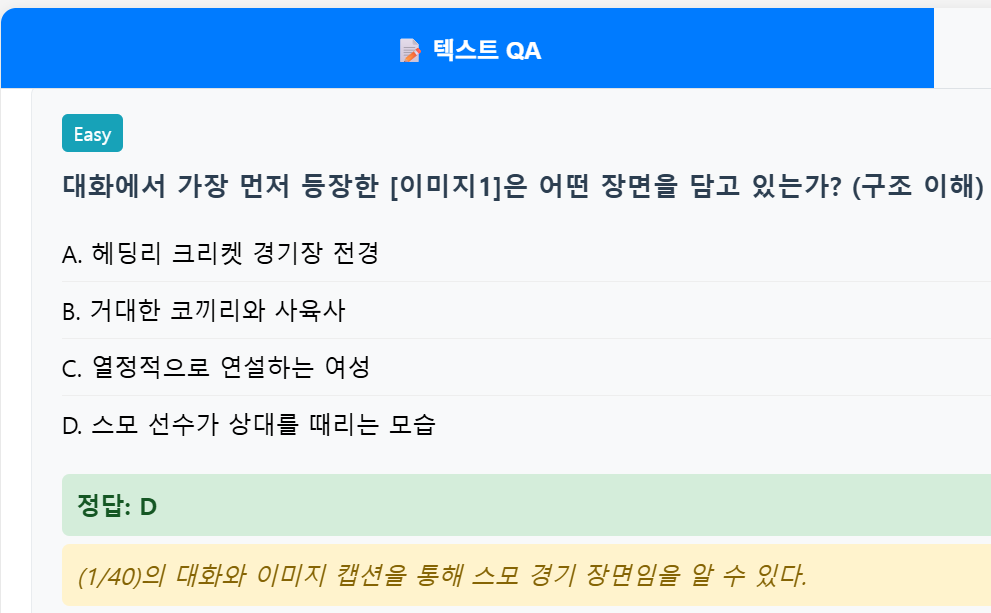 📝 텍스트 QA
Easy
대화에서 가장 먼저 등장한 [이미지1]은 어떤 장면을 담고 있는가? (구조 이해)
A. 헤딩리 크리켓 경기장 전경
B. 거대한 코끼리와 사육사
C. 열정적으로 연설하는 여성
D. 스모 선수가 상대를 때리는 모습
정답: D
(1/40)의 대화와 이미지 캡션을 통해 스모 경기 장면임을 알 수 있다.